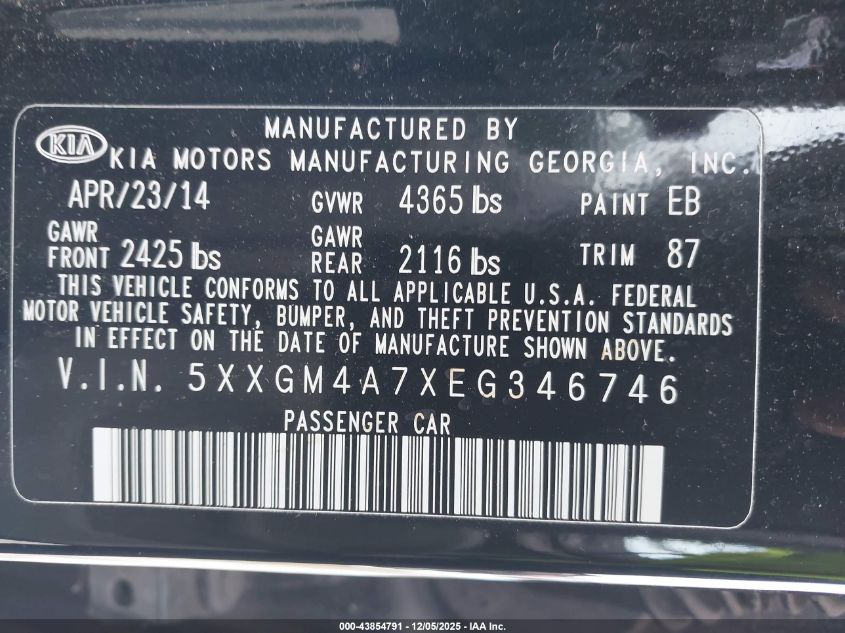 MANUFACTURED BY
KIA KIA MOTORS MANUFACTURING GEORGIA, INC.
APR/23/14 GVWR 4365 lbs PAINT EB
GAWR FRONT 2425 lbs GAWR REAR 2116 lbs TRIM 87
THIS VEHICLE CONFORMS TO ALL APPLICABLE U.S.A. FEDERAL
MOTOR VEHICLE SAFETY, BUMPER, AND THEFT PREVENTION STANDARDS
IN EFFECT ON THE DATE OF MANUFACTURE SHOWN ABOVE.
V.I.N. 5XXGM4A7XEG346746
PASSENGER CAR
000-43854791 - 12/05/2025 - IAA Inc.